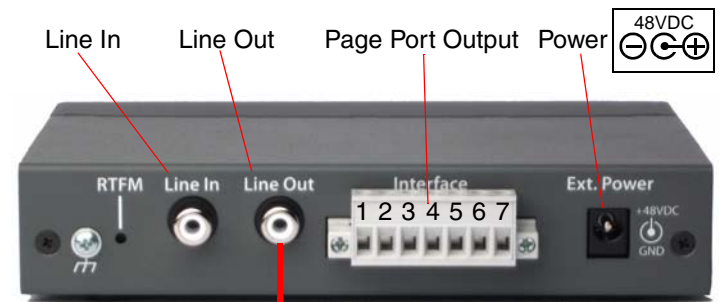 48VDC
Line In Line Out Page Port Output Power
RTFM Line In Line Out Interface Ext. Power
1 2 3 4 5 6 7
+48VDC
GND